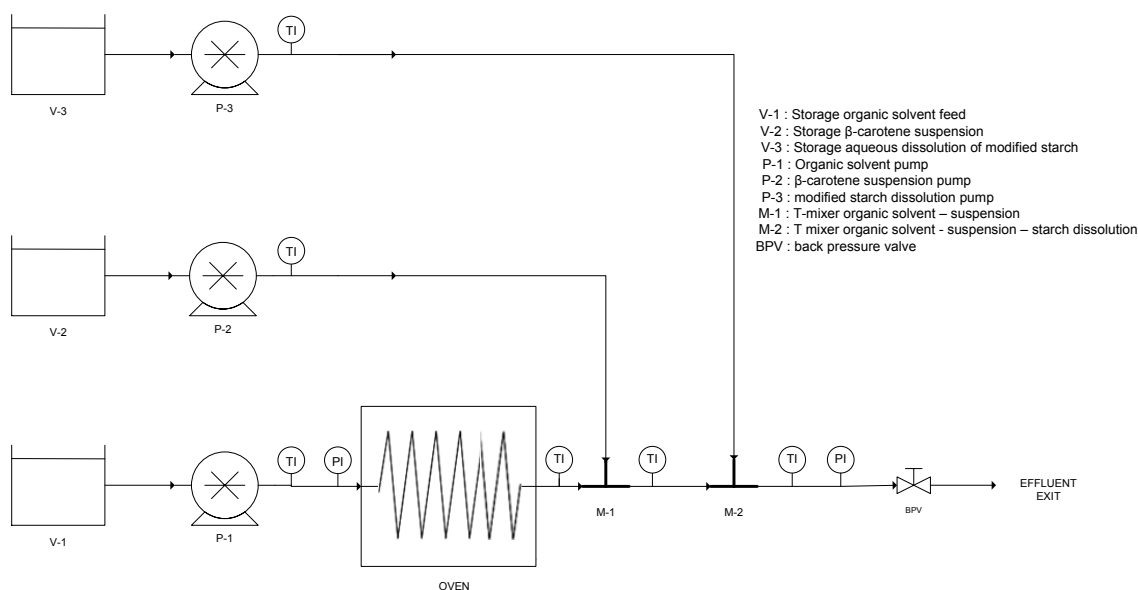 TI
V-3
P-3
V-1 : Storage organic solvent feed
V-2 : Storage β-carotene suspension
V-3 : Storage aqueous dissolution of modified starch
P-1 : Organic solvent pump
P-2 : β-carotene suspension pump
P-3 : modified starch dissolution pump
M-1 : T-mixer organic solvent – suspension
M-2 : T mixer organic solvent - suspension – starch dissolution
BPV : back pressure valve
TI
V-2
P-2
TI
PI
TI
TI
TI
PI
V-1
P-1
OVEN
M-1
M-2
BPV
EFFLUENT
EXIT